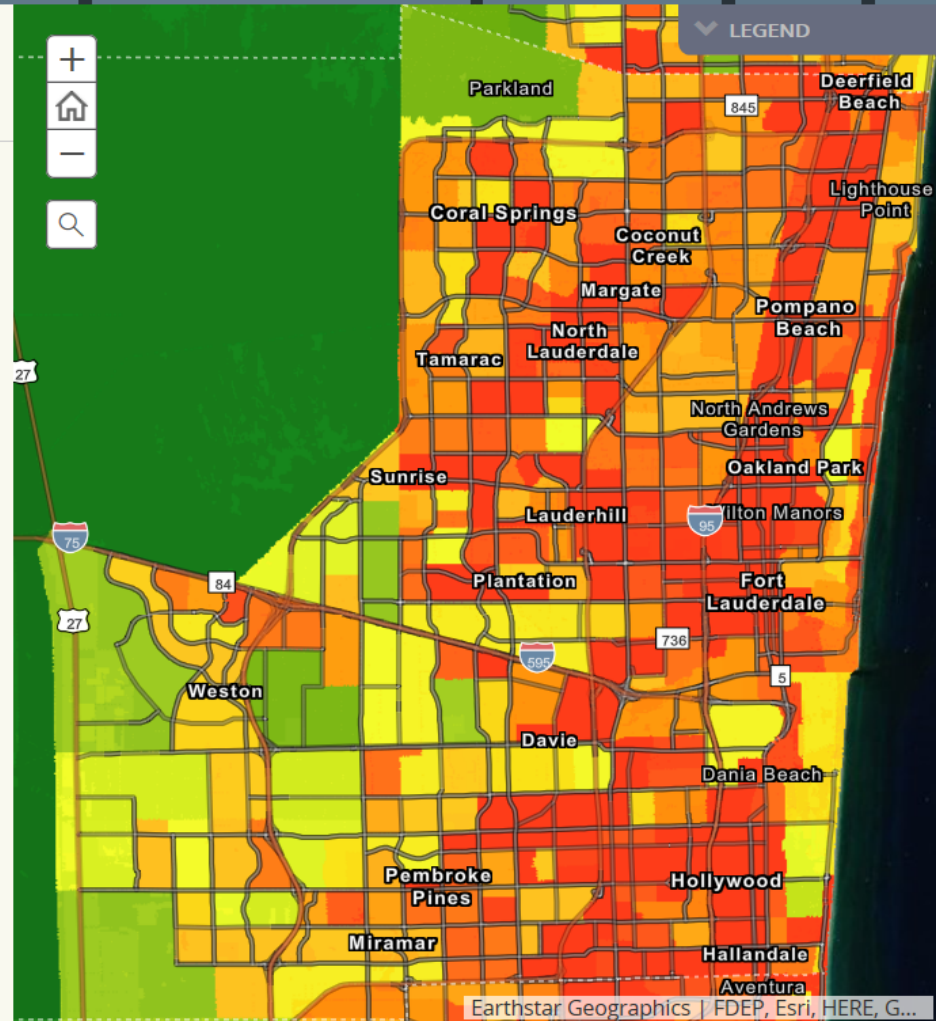 +
LEGEND
−
Parkland
845
Deerfield
Beach
Lighthouse
Point
Coral Springs
Coconut
Creek
Margate
Pompano
Beach
North
Lauderdale
Tamarac
27
North Andrews
Gardens
Oakland Park
Sunrise
Lauderhill
95
Wilton Manors
75
84
Plantation
Fort
Lauderdale
27
736
595
5
Weston
Davie
Dania Beach
Pembroke
Pines
Hollywood
Miramar
Hallandale
Aventura
Earthstar Geographics | FDEP, Esri, HERE, G...